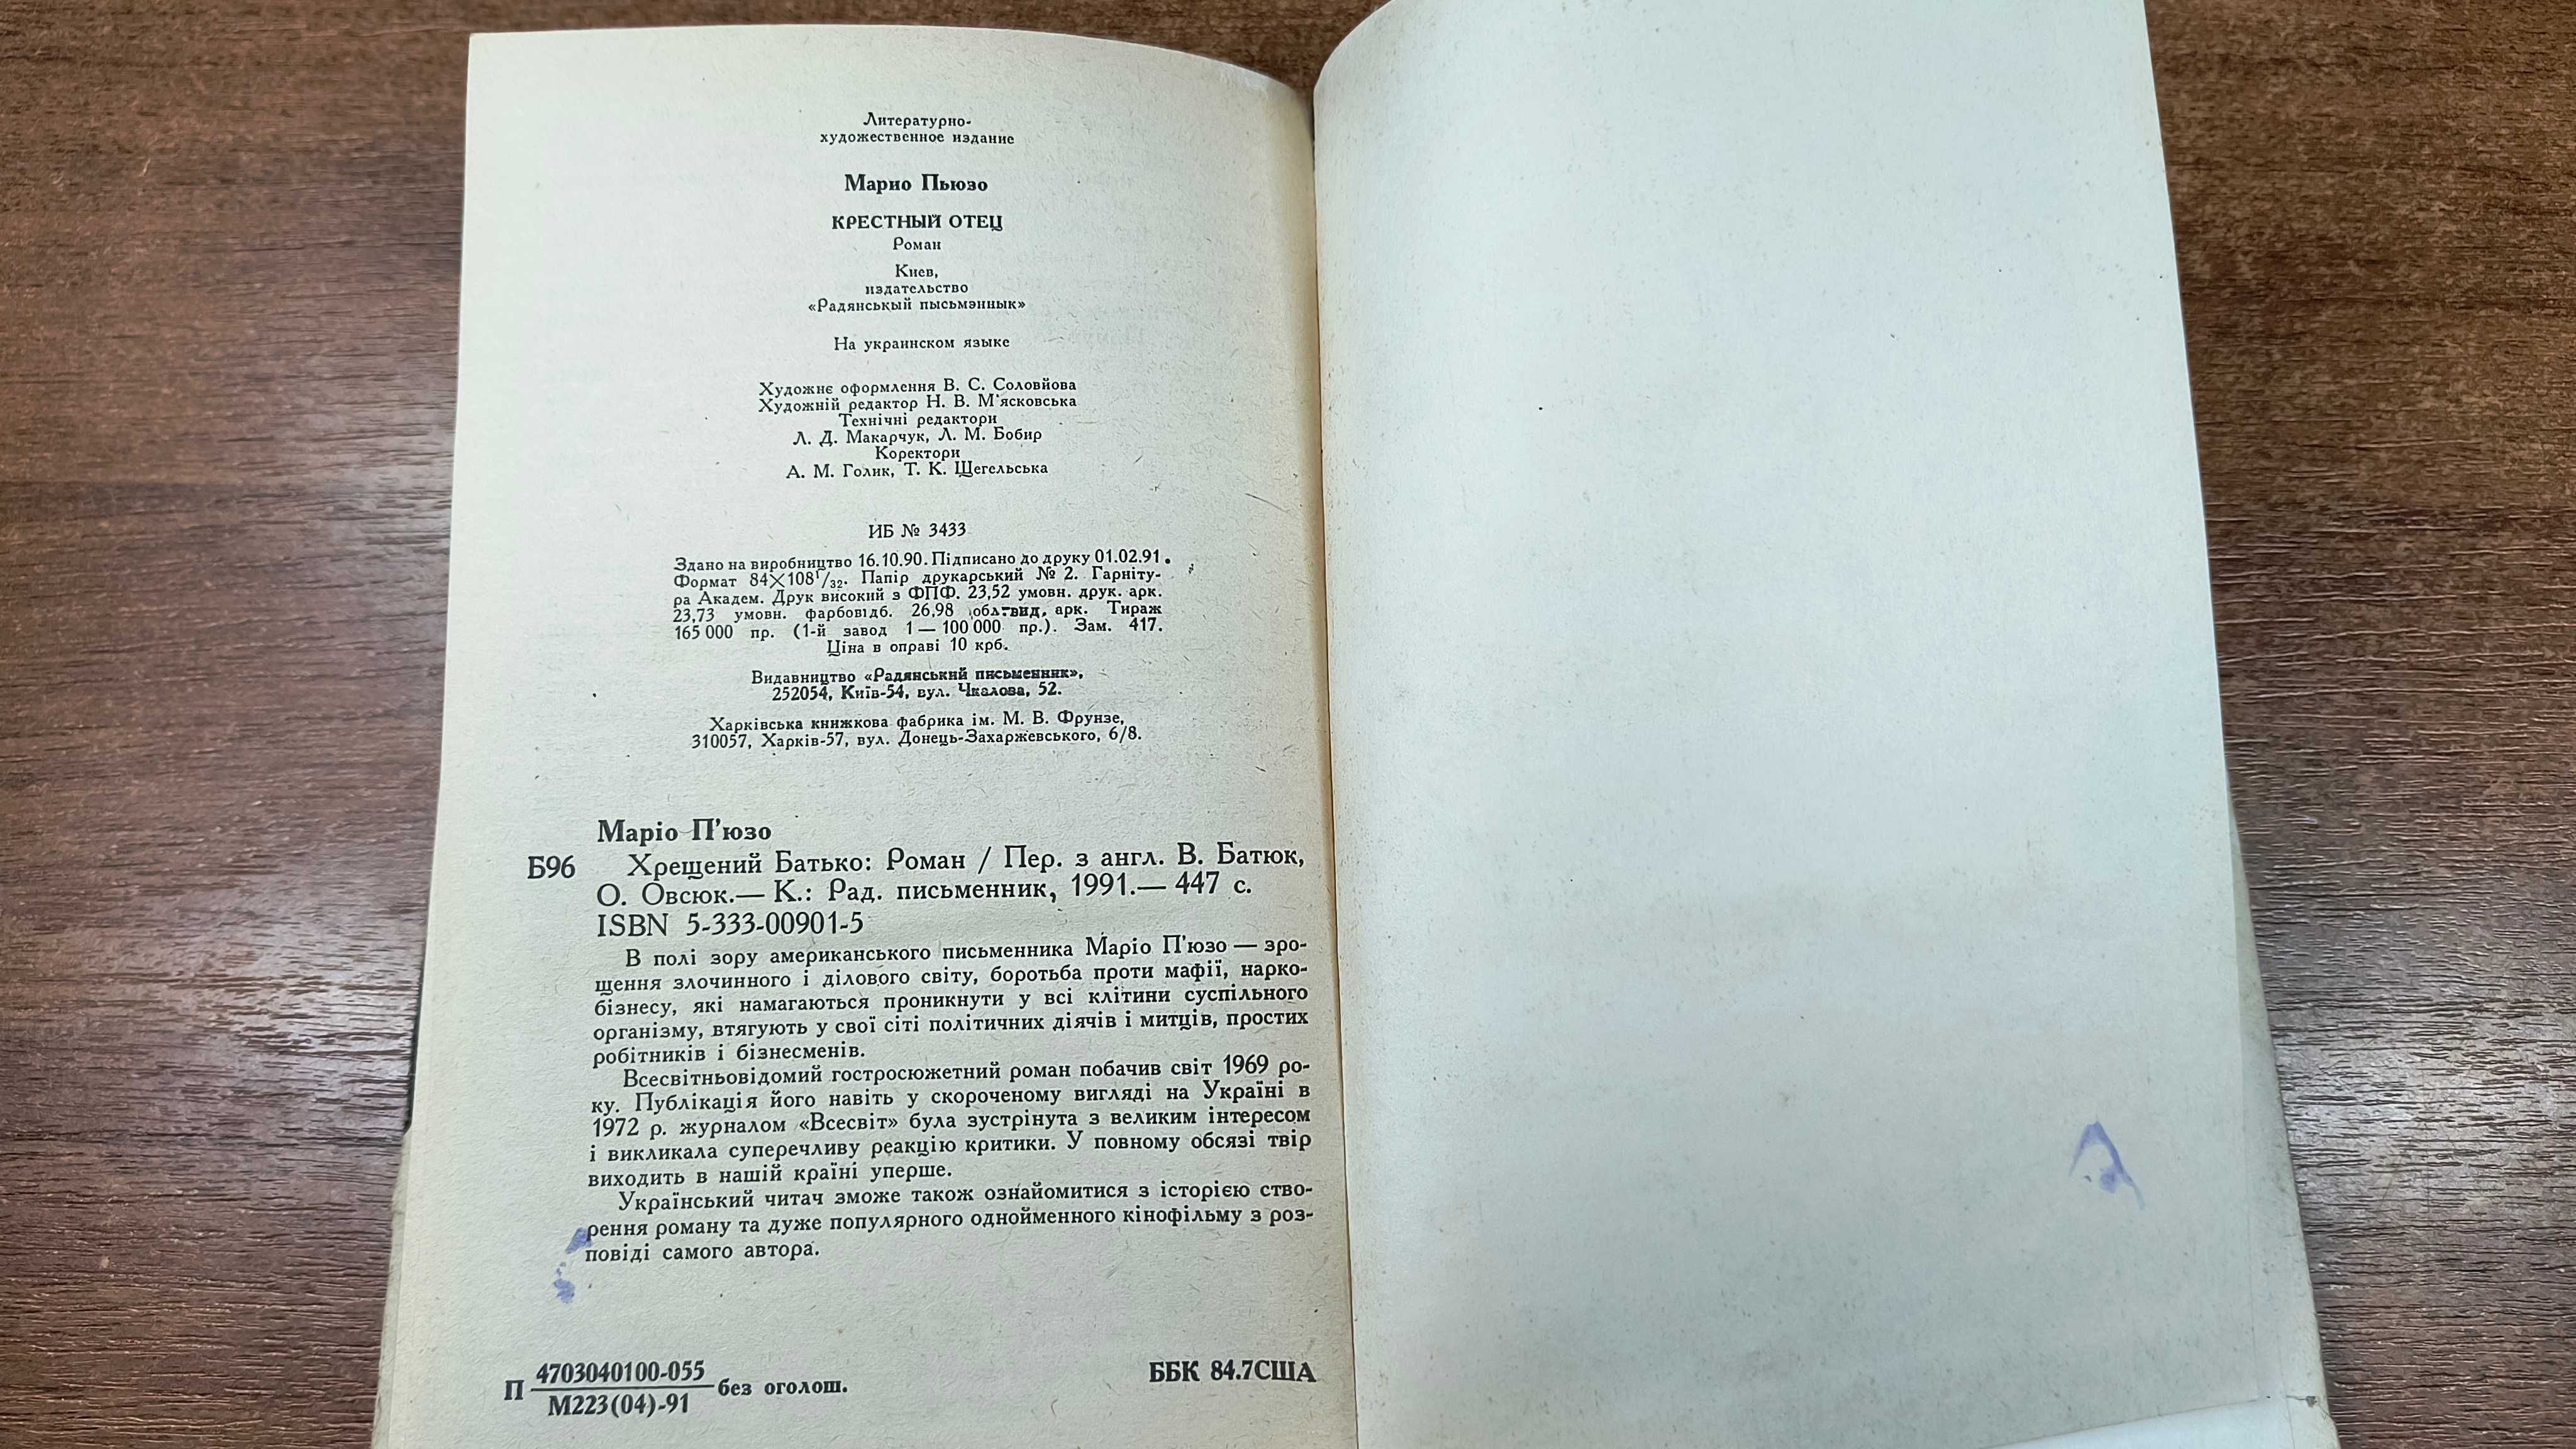 Литературно-
художественное издание
Марио Пьюзо
КРЕСТНЫЙ ОТЕЦ
Роман
Киев,
издательство
«Радянськый пысьмэннык»
На украинском языке
Художнє оформлення В. С. Соловйова
Художній редактор Н. В. М'ясковська
Технічні редактори
Л. Д. Макарчук, Л. М. Бобир
Коректори
А. М. Голик, Т. К. Щегельська
ИБ № 3433
Здано на виробництво 16.10.90. Підписано до друку 01.02.91.
Формат 84×108¹/₃₂. Папір друкарський № 2. Гарніту-
ра Академ. Друк високий з ФПФ. 23,52 умовн. друк. арк.
23,73 умовн. фарбовідб. 26,98 обл.-вид. арк. Тираж
165 000 пр. (1-й завод 1 — 100 000 пр.). Зам. 417.
Ціна в оправі 10 крб.
Видавництво «Радянський письменник»,
252054, Київ-54, вул. Чкалова, 52.
Харківська книжкова фабрика ім. М. В. Фрунзе,
310057, Харків-57, вул. Донець-Захаржевського, 6/8.
Маріо П'юзо
Б96 Хрещений Батько: Роман / Пер. з англ. В. Батюк,
О. Овсюк.— К.: Рад. письменник, 1991.— 447 с.
ISBN 5-333-00901-5
В полі зору американського письменника Маріо П'юзо — зро-
щення злочинного і ділового світу, боротьба проти мафії, нарко-
бізнесу, які намагаються проникнути у всі клітини суспільного
організму, втягують у свої сіті політичних діячів і митців, простих
робітників і бізнесменів.
Всесвітньовідомий гостросюжетний роман побачив світ 1969 ро-
ку. Публікація його навіть у скороченому вигляді на Україні в
1972 р. журналом «Всесвіт» була зустрінута з великим інтересом
і викликала суперечливу реакцію критики. У повному обсязі твір
виходить в нашій країні уперше.
Український читач зможе також ознайомитися з історією ство-
рення роману та дуже популярного однойменного кінофільму з роз-
повіді самого автора.
П 4703040100-055 без оголош.
М223(04)-91
ББК 84.7США